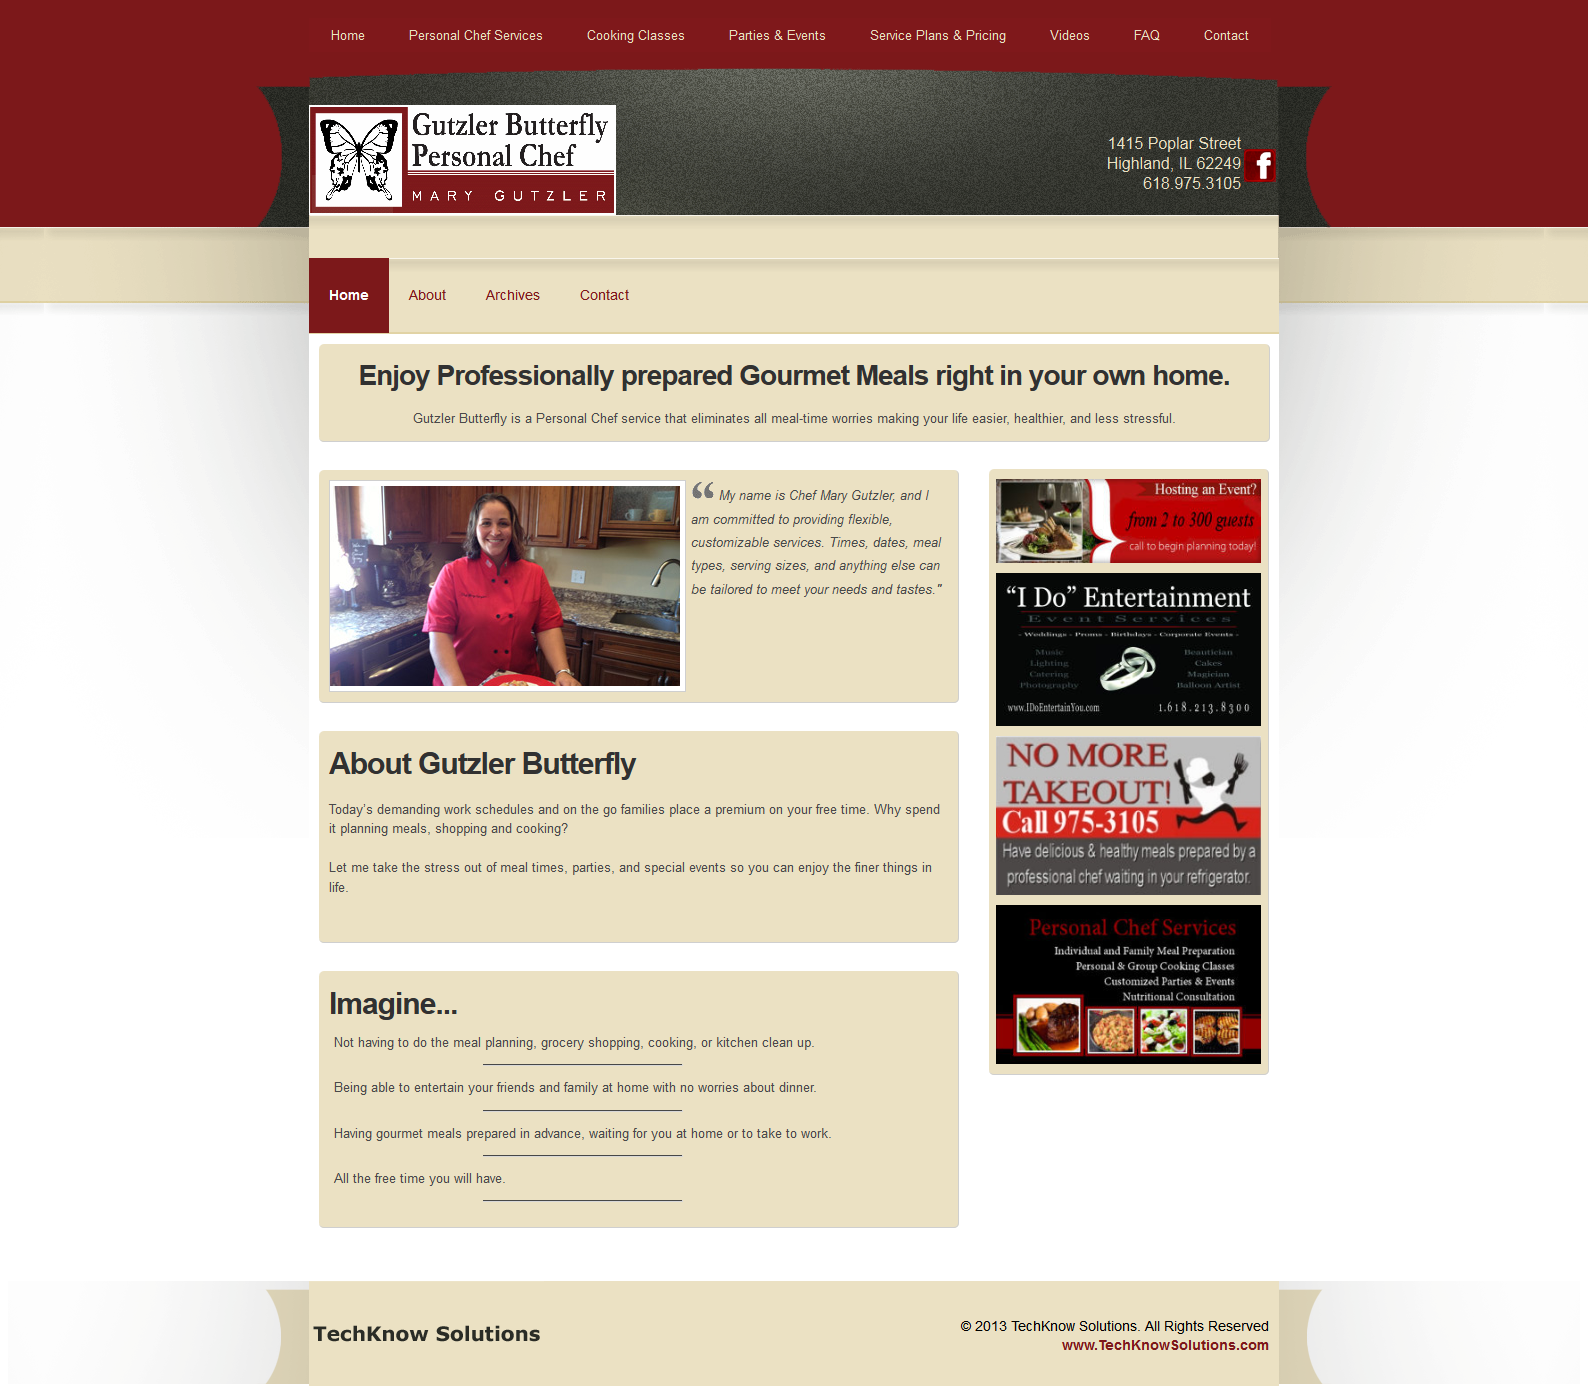 Home Personal Chef Services Cooking Classes Parties & Events Service Plans & Pricing Videos FAQ Contact
Gutzler Butterfly
Personal Chef
MARY GUTZLER
1415 Poplar Street
Highland, IL 62249
618.975.3105
f
Home About Archives Contact
Enjoy Professionally prepared Gourmet Meals right in your own home.
Gutzler Butterfly is a Personal Chef service that eliminates all meal-time worries making your life easier, healthier, and less stressful.
“ My name is Chef Mary Gutzler, and I
am committed to providing flexible,
customizable services. Times, dates, meal
types, serving sizes, and anything else can
be tailored to meet your needs and tastes."
About Gutzler Butterfly
Today's demanding work schedules and on the go families place a premium on your free time. Why spend
it planning meals, shopping and cooking?
Let me take the stress out of meal times, parties, and special events so you can enjoy the finer things in
life.
Imagine...
Not having to do the meal planning, grocery shopping, cooking, or kitchen clean up.
Being able to entertain your friends and family at home with no worries about dinner.
Having gourmet meals prepared in advance, waiting for you at home or to take to work.
All the free time you will have.
Hosting an Event?
from 2 to 300 guests
call to begin planning today!
“I Do” Entertainment
Event Services
- Weddings - Proms - Birthdays - Corporate Events -
Music Beautician
Lighting Cakes
Catering Magician
Photography Balloon Artist
www.IDoEntertainYou.com 1.618.213.8300
NO MORE
TAKEOUT!
Call 975-3105
Have delicious & healthy meals prepared by a
professional chef waiting in your refrigerator.
Personal Chef Services
Individual and Family Meal Preparation
Personal & Group Cooking Classes
Customized Parties & Events
Nutritional Consultation
TechKnow Solutions
© 2013 TechKnow Solutions. All Rights Reserved
www.TechKnowSolutions.com